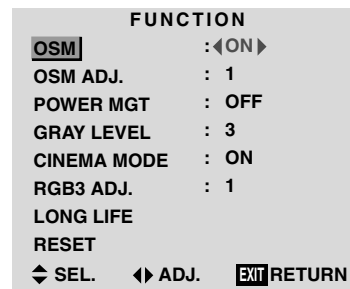 FUNCTION
OSM : ◀ON▶
OSM ADJ. : 1
POWER MGT : OFF
GRAY LEVEL : 3
CINEMA MODE : ON
RGB3 ADJ. : 1
LONG LIFE
RESET
SEL. ADJ. EXIT RETURN